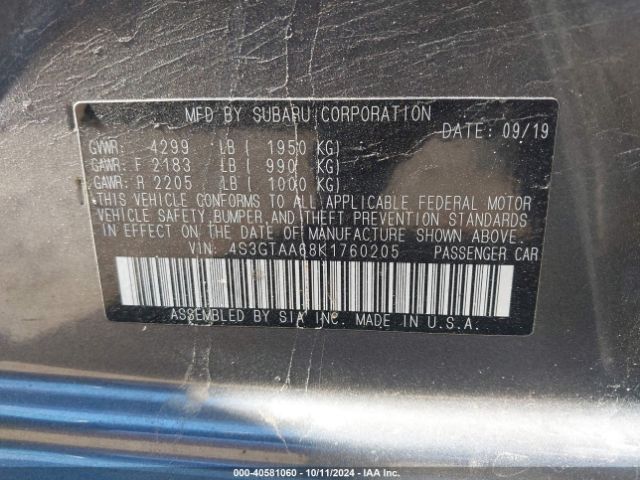 MFD BY SUBARU CORPORATION
DATE: 09/19
GVWR: 4299 LB ( 1950 KG)
GAWR: F 2183 LB ( 990 KG)
GAWR: R 2205 LB ( 1000 KG)
THIS VEHICLE CONFORMS TO ALL APPLICABLE FEDERAL MOTOR
VEHICLE SAFETY, BUMPER, AND THEFT PREVENTION STANDARDS
IN EFFECT ON THE DATE OF MANUFACTURE SHOWN ABOVE.
VIN: 4S3GTAA68K1760205 PASSENGER CAR
ASSEMBLED BY SIA INC. MADE IN U.S.A.
000-40581060 - 10/11/2024 - IAA Inc.